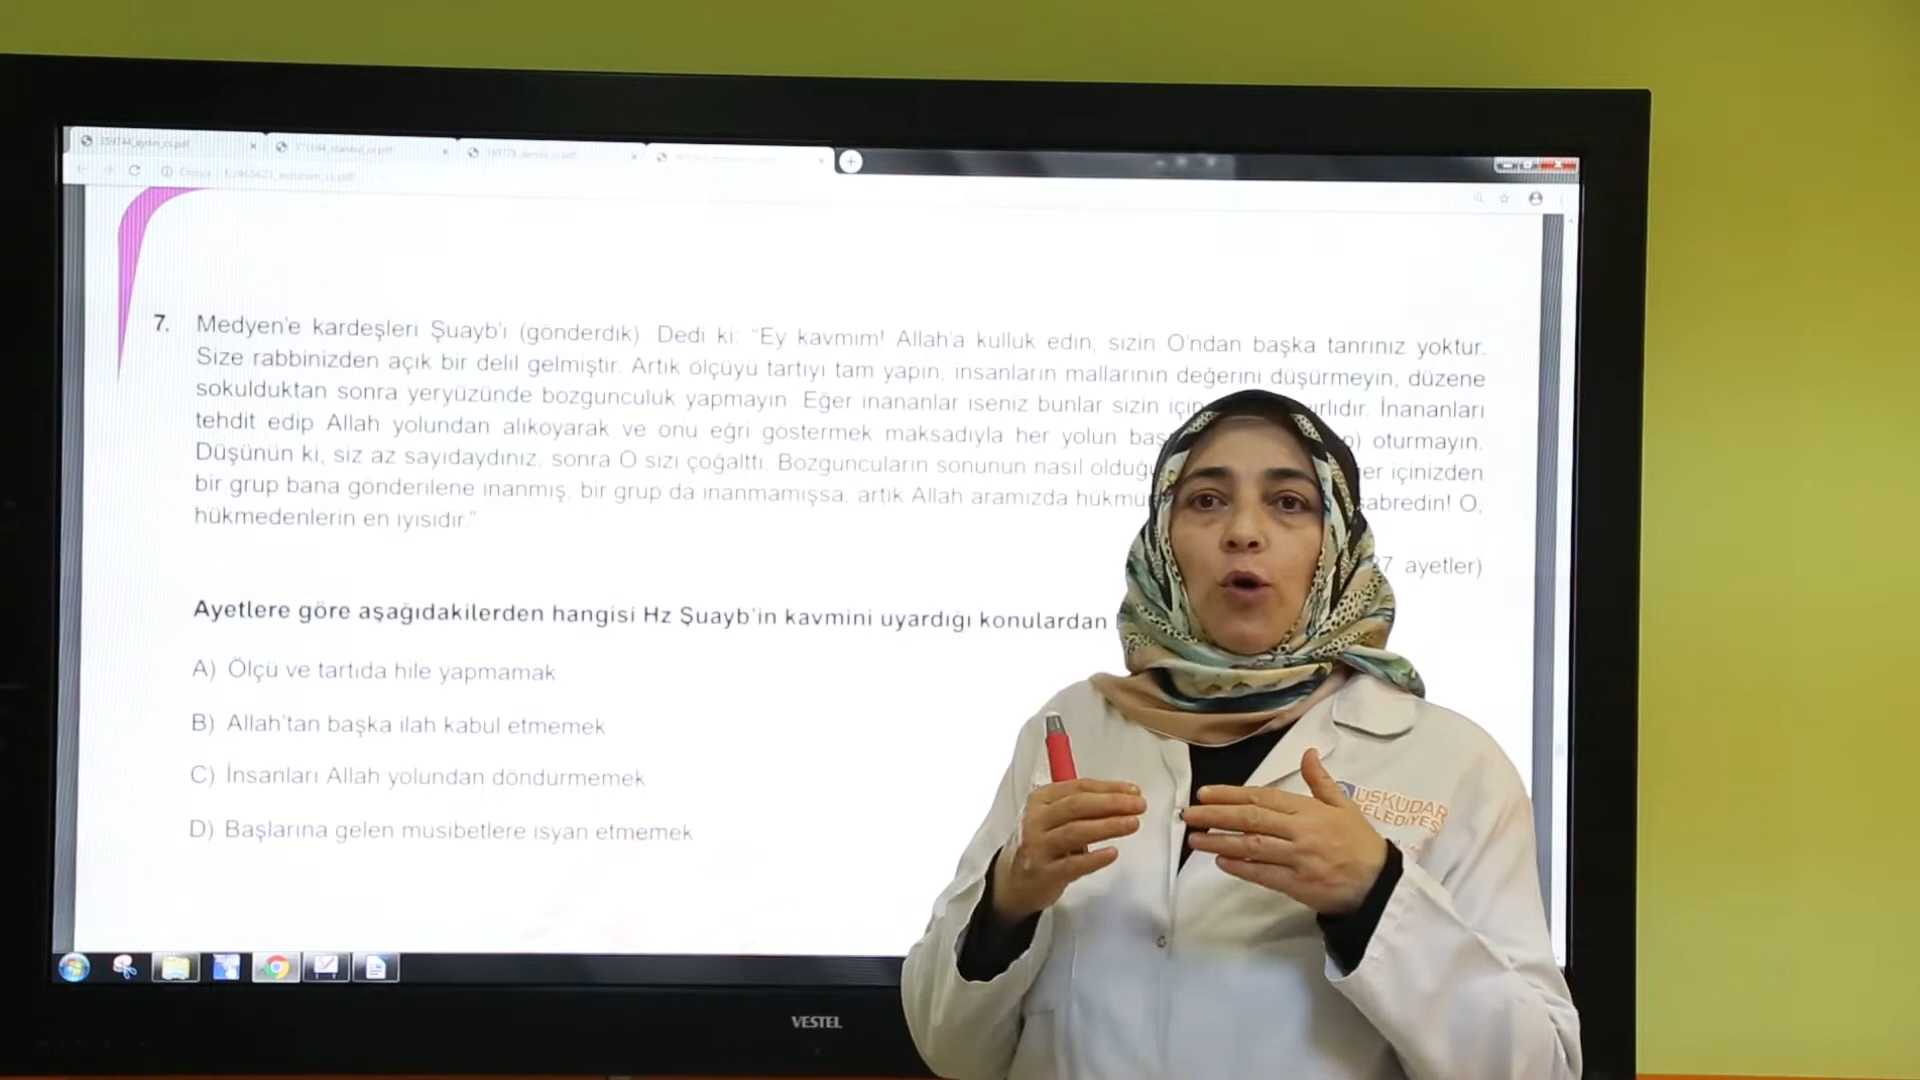 7. Medyen'e kardeşleri Şuayb'ı (gönderdik). Dedi ki: "Ey kavmim! Allah'a kulluk edin; sizin O'ndan başka tanrınız yoktur.
Size rabbinizden açık bir delil gelmiştir. Artık ölçüyü tartıyı tam yapın, insanların mallarının değerini düşürmeyin, düzene
sokulduktan sonra yeryüzünde bozgunculuk yapmayın. Eğer inananlar iseniz bunlar sizin için İnananları
tehdit edip Allah yolundan alıkoyarak ve onu eğri göstermek maksadıyla her yolun oturmayın.
Düşünün ki, siz az sayıdaydınız, sonra O sizi çoğalttı. Bozguncuların sonunun nasıl içinizden
bir grup bana gönderilene inanmış, bir grup da inanmamışsa, artık Allah aramızda sabredin! O,
hükmedenlerin en iyisidir."
ayetler)
Ayetlere göre aşağıdakilerden hangisi Hz Şuayb'in kavmini uyardığı konulardan
A) Ölçü ve tartıda hile yapmamak
B) Allah'tan başka ilah kabul etmemek
C) İnsanları Allah yolundan döndürmemek
D) Başlarına gelen musibetlere isyan etmemek
ÜSKÜDAR
BELEDİYESİ
VESTEL